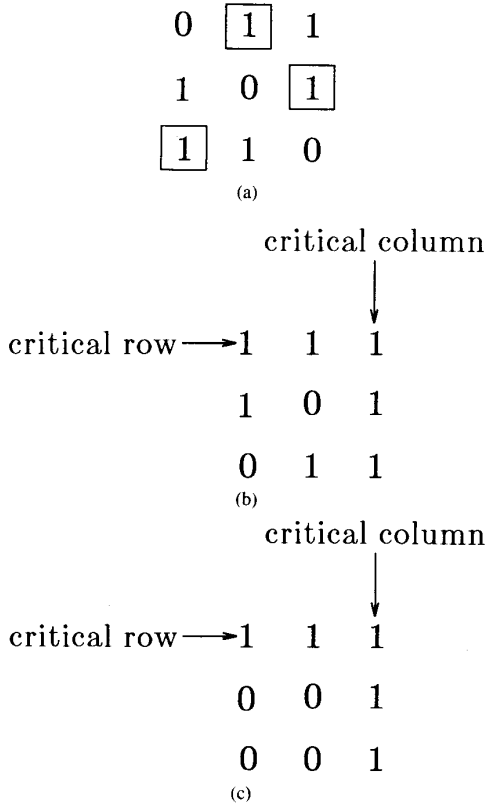 0 1 1
1 0 1
1 1 0
(a)
critical column
critical row 1 1 1
1 0 1
0 1 1
(b)
critical column
critical row 1 1 1
0 0 1
0 0 1
(c)